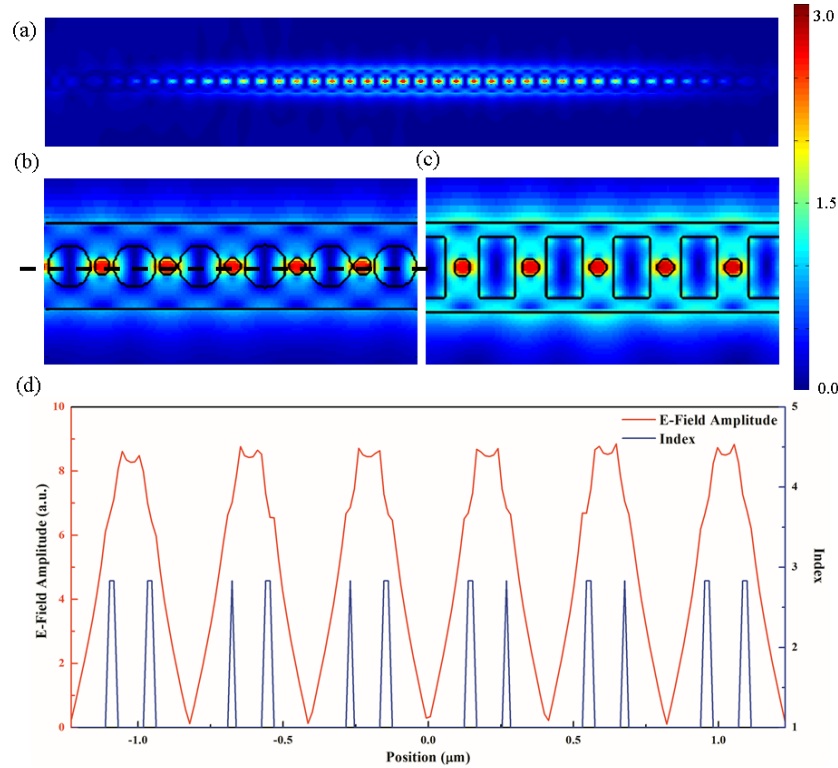 (a)
3.0
1.5
0.0
(b)
(c)
(d)
10
8
6
4
2
0
E-Field Amplitude (a.u.)
E-Field Amplitude
Index
5
4
3
2
1
Index
-1.0
-0.5
0.0
0.5
1.0
Position (μm)